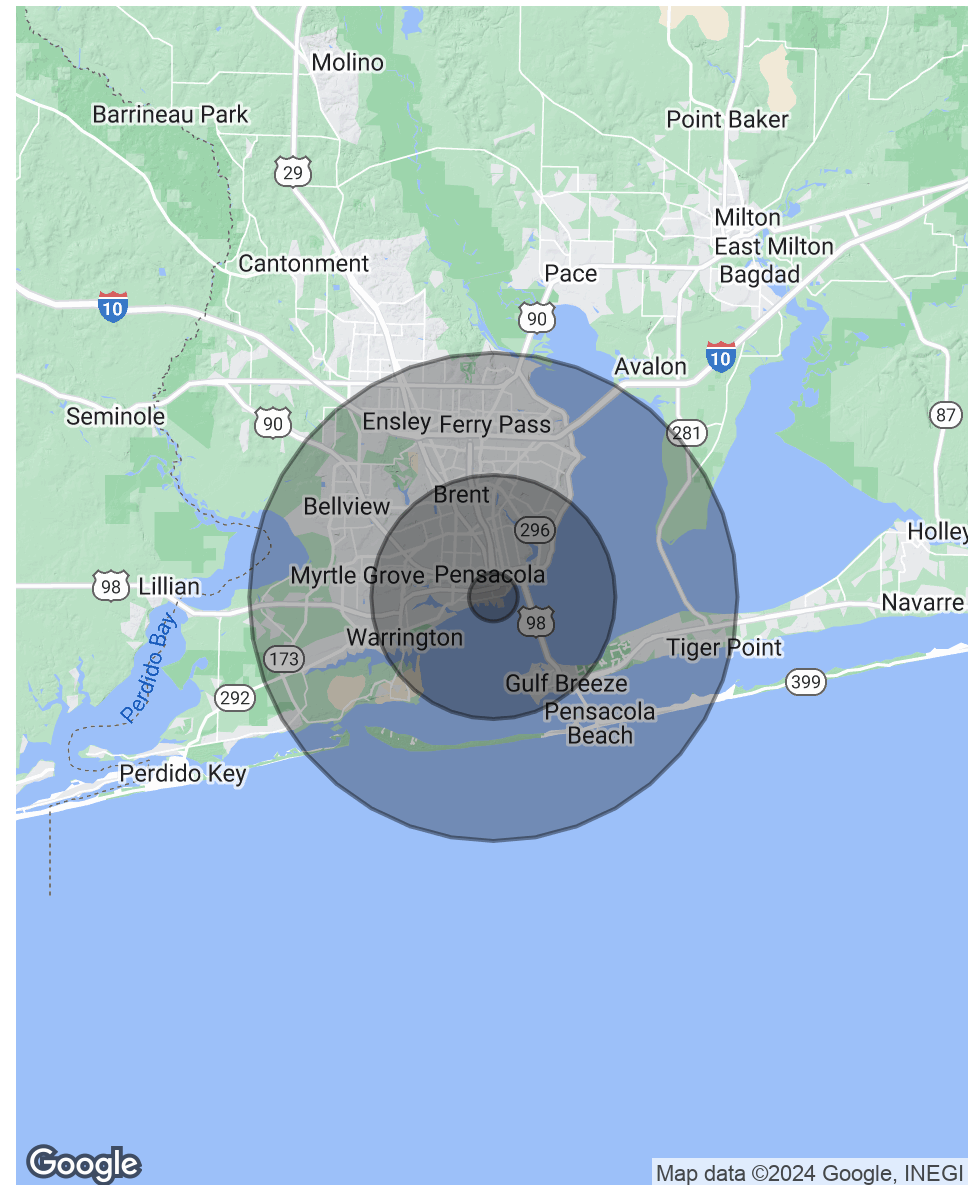 Molino
Barrineau Park
Point Baker
29
Milton
East Milton
Cantonment
Pace
Bagdad
10
90
10
Avalon
Seminole
90
Ensley
Ferry Pass
87
281
Brent
Bellview
296
Holley
Myrtle Grove
Pensacola
98
Lillian
Navarre
98
Warrington
Tiger Point
173
Perdido Bay
399
Gulf Breeze
292
Pensacola
Beach
Perdido Key
Google
Map data ©2024 Google, INEGI